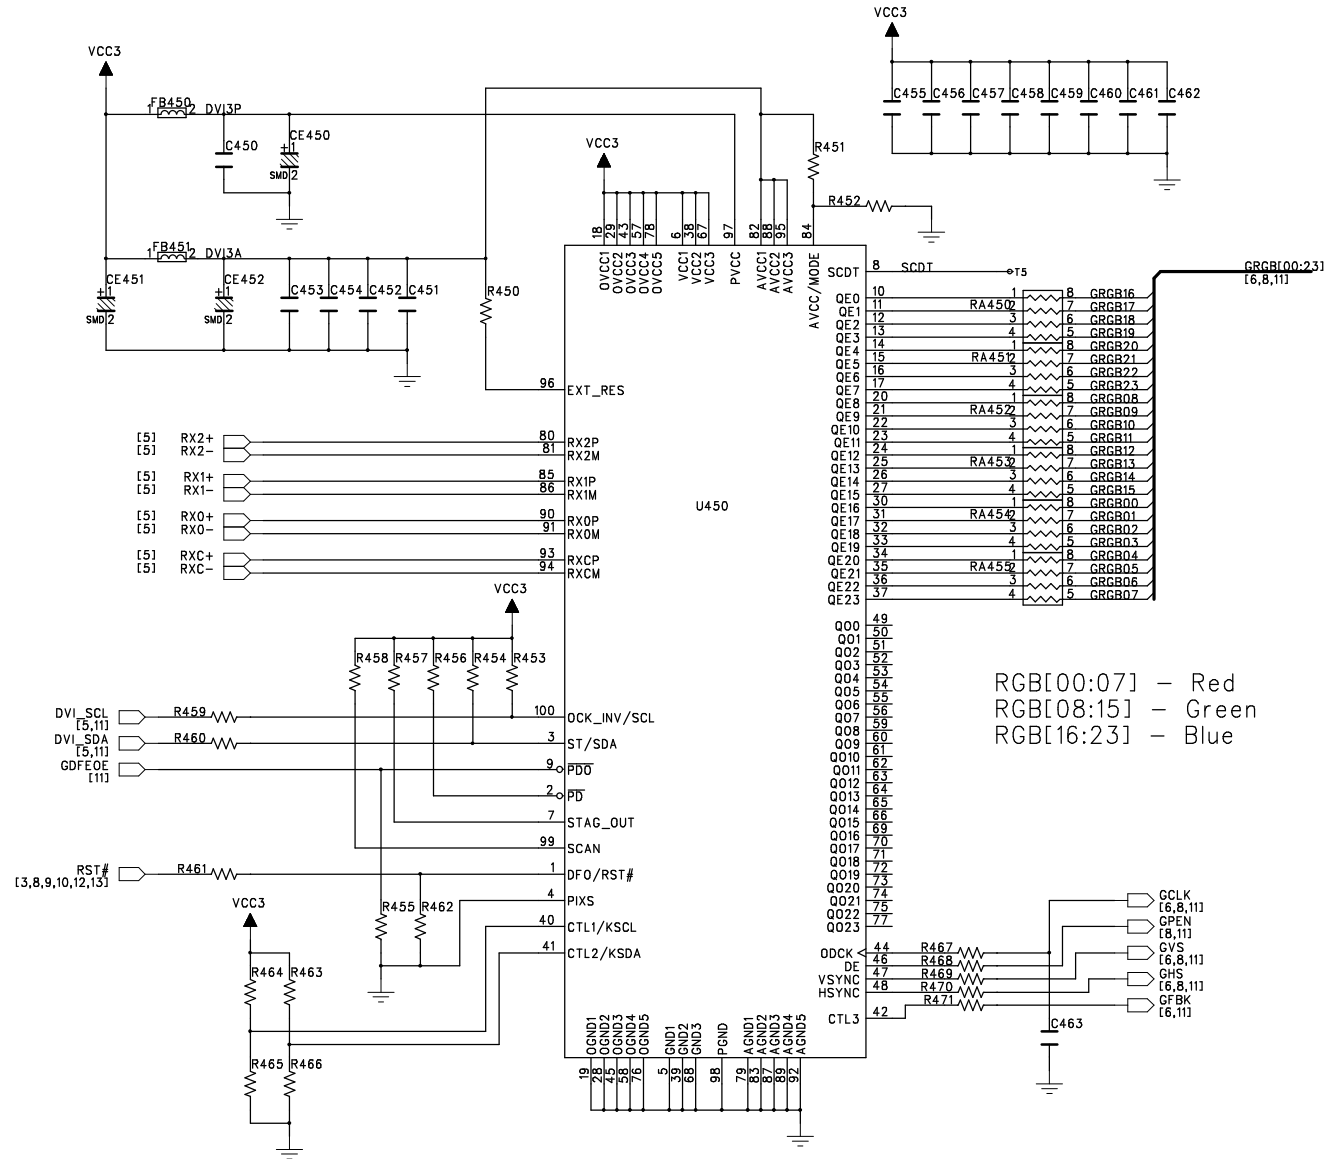 VCC3
VCC3
FB450
1 2
DVI3P
C450
CE450
+ 1
SMD 2
VCC3
R451
R452
C455 C456 C457 C458 C459 C460 C461 C462
FB451
1 2
DVI3A
CE451
+ 1
SMD 2
CE452
+ 1
SMD 2
C453 C454 C452 C451
R450
18 29 43 57 78 6 38 67 97 82 88 95 84
OVCC1 OVCC2 OVCC3 OVCC4 OVCC5 VCC1 VCC2 VCC3 PVCC AVCC1 AVCC2 AVCC3 AVCC/MODE
SCDT 8 SCDT T5
GRGB[00:23]
[6,8,11]
QE0 10 1 8 GRGB16
QE1 11 RA450 2 7 GRGB17
QE2 12 3 6 GRGB18
QE3 13 4 5 GRGB19
QE4 14 1 8 GRGB20
QE5 15 RA451 2 7 GRGB21
QE6 16 3 6 GRGB22
QE7 17 4 5 GRGB23
QE8 20 1 8 GRGB08
QE9 21 RA452 2 7 GRGB09
QE10 22 3 6 GRGB10
QE11 23 4 5 GRGB11
QE12 24 1 8 GRGB12
QE13 25 RA453 2 7 GRGB13
QE14 26 3 6 GRGB14
QE15 27 4 5 GRGB15
QE16 30 1 8 GRGB00
QE17 31 RA454 2 7 GRGB01
QE18 32 3 6 GRGB02
QE19 33 4 5 GRGB03
QE20 34 1 8 GRGB04
QE21 35 RA455 2 7 GRGB05
QE22 36 3 6 GRGB06
QE23 37 4 5 GRGB07
96 EXT_RES
[5] RX2+ 80 RX2P
[5] RX2- 81 RX2M
[5] RX1+ 85 RX1P
[5] RX1- 86 RX1M
[5] RX0+ 90 RX0P
[5] RX0- 91 RX0M
[5] RXC+ 93 RXCP
[5] RXC- 94 RXCM
U450
VCC3
R458 R457 R456 R454 R453
DVI_SCL R459 100 OCK_INV/SCL
[5,11]
DVI_SDA R460 3 ST/SDA
[5,11]
GDFEOE 9 PDO
[11]
2 PD
7 STAG_OUT
99 SCAN
RST# R461 1 DFO/RST#
[3,8,9,10,12,13]
4 PIXS
R455 R462
40 CTL1/KSCL
41 CTL2/KSDA
VCC3
R464 R463
R465 R466
QO0 49
QO1 50
QO2 51
QO3 52
QO4 53
QO5 54
QO6 55
QO7 56
QO8 59
QO9 60
QO10 61
QO11 62
QO12 63
QO13 64
QO14 65
QO15 66
QO16 69
QO17 70
QO18 71
QO19 72
QO20 73
QO21 74
QO22 75
QO23 77
RGB[00:07] - Red
RGB[08:15] - Green
RGB[16:23] - Blue
ODCK 44 R467
DE 46 R468
VSYNC 47 R469
HSYNC 48 R470
CTL3 42 R471
GCLK
[6,8,11]
GPEN
[8,11]
GVS
[6,8,11]
GHS
[6,8,11]
GFBK
[6,11]
C463
OGND1 OGND2 OGND3 OGND4 OGND5 GND1 GND2 GND3 PGND AGND1 AGND2 AGND3 AGND4 AGND5
19 28 45 58 76 5 39 68 98 79 83 87 89 92